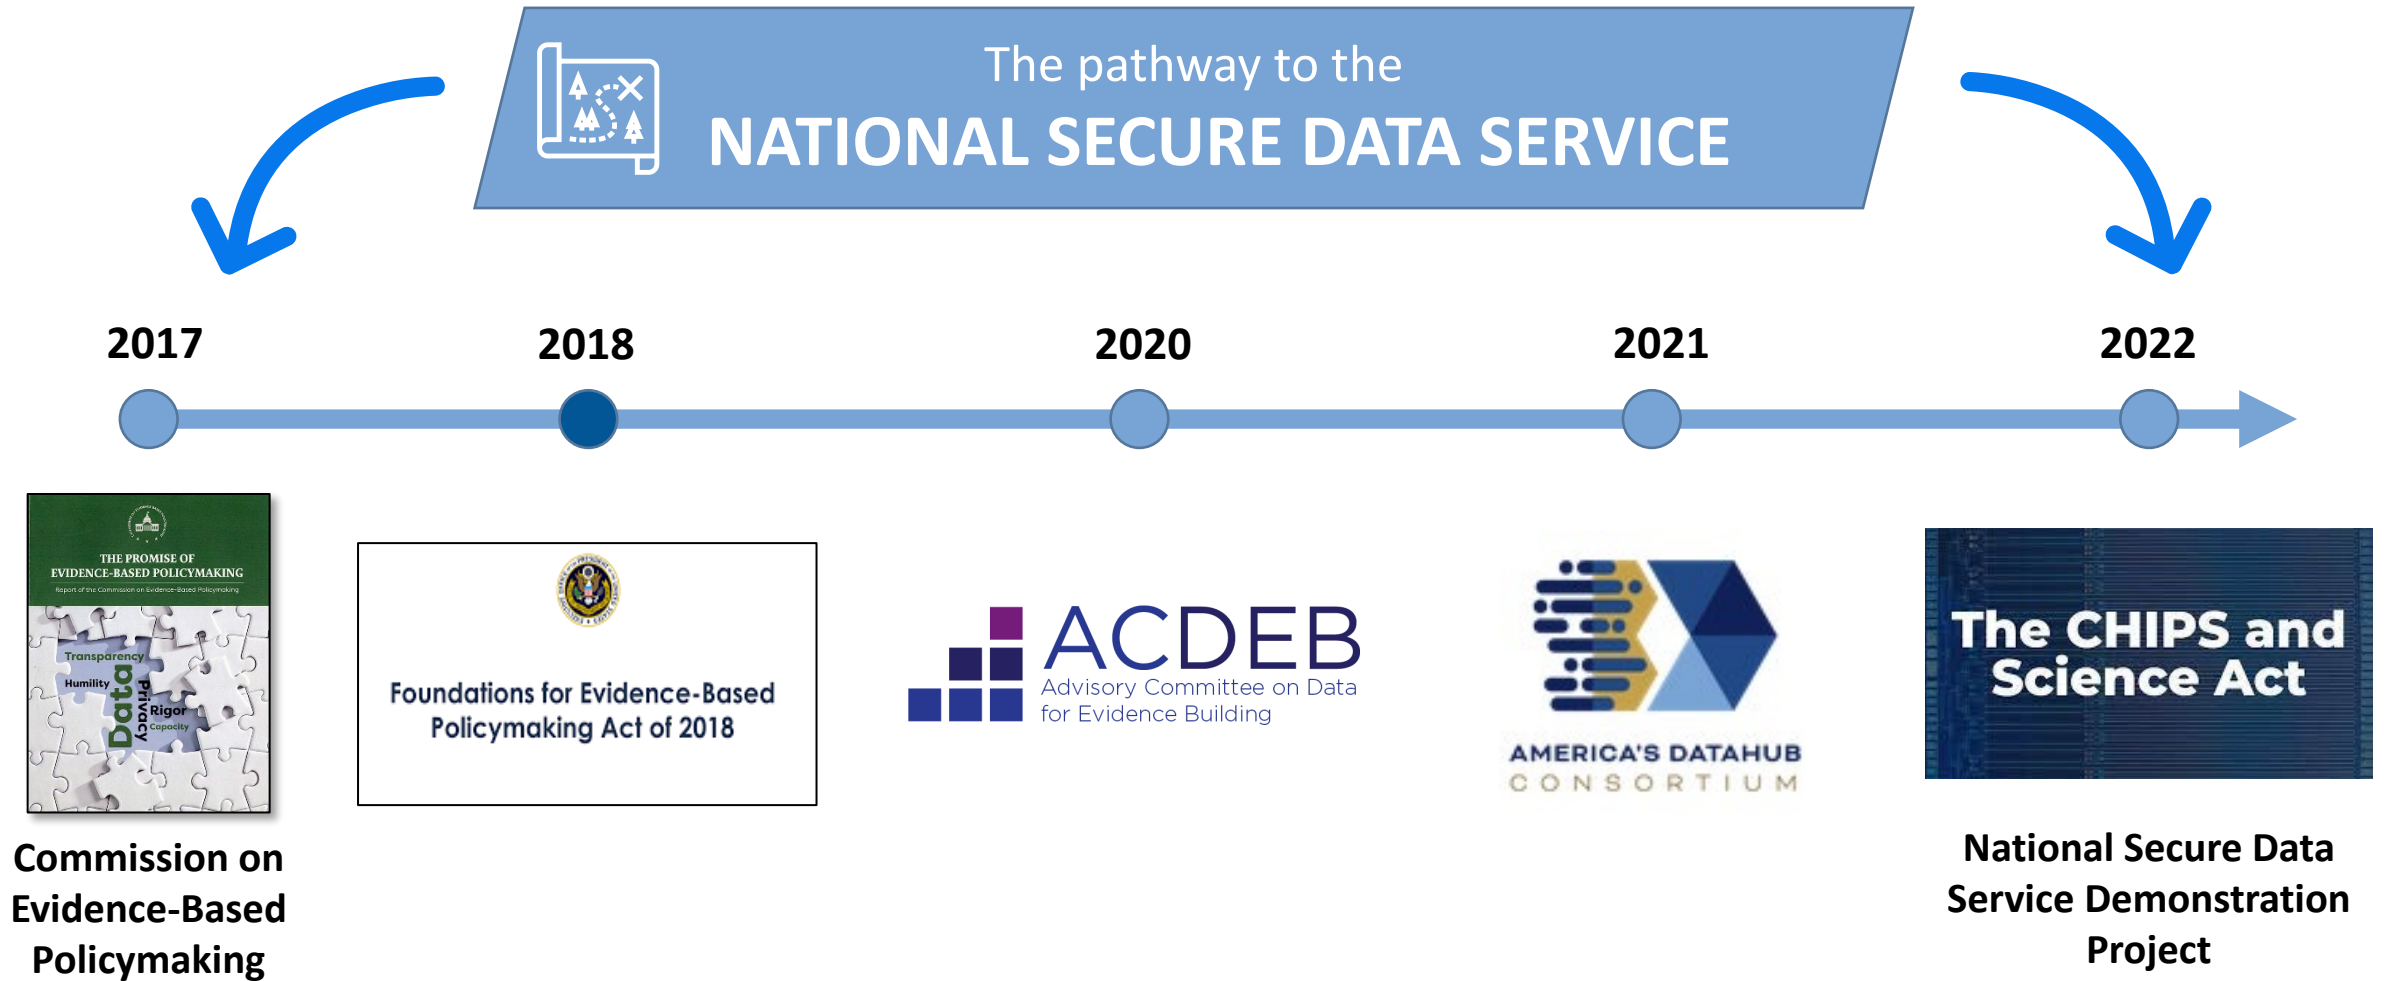 The pathway to the
NATIONAL SECURE DATA SERVICE
2017
2018
2020
2021
2022
THE PROMISE OF
EVIDENCE-BASED POLICYMAKING
Report of the Commission on Evidence-Based Policymaking
Transparency
Humility
Data
Privacy
Rigor
Capacity
Commission on
Evidence-Based
Policymaking
Foundations for Evidence-Based
Policymaking Act of 2018
ACDEB
Advisory Committee on Data
for Evidence Building
AMERICA'S DATAHUB
CONSORTIUM
The CHIPS and
Science Act
National Secure Data
Service Demonstration
Project